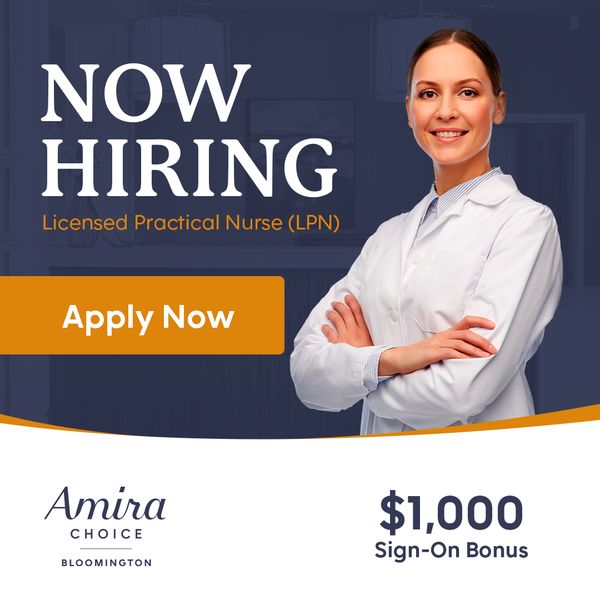 NOW
HIRING
Licensed Practical Nurse (LPN)
Apply Now
Amira
CHOICE
BLOOMINGTON
$1,000
Sign-On Bonus